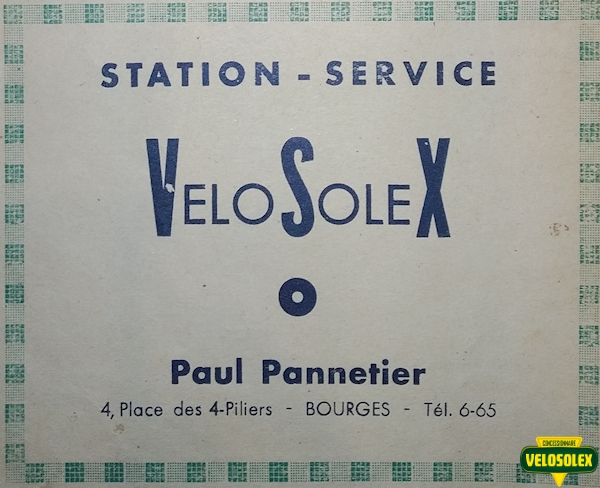 STATION - SERVICE
VELOSOLEX
Paul Pannetier
4, Place des 4-Piliers - BOURGES - Tél. 6-65
CONCESSIONNAIRE
VELOSOLEX